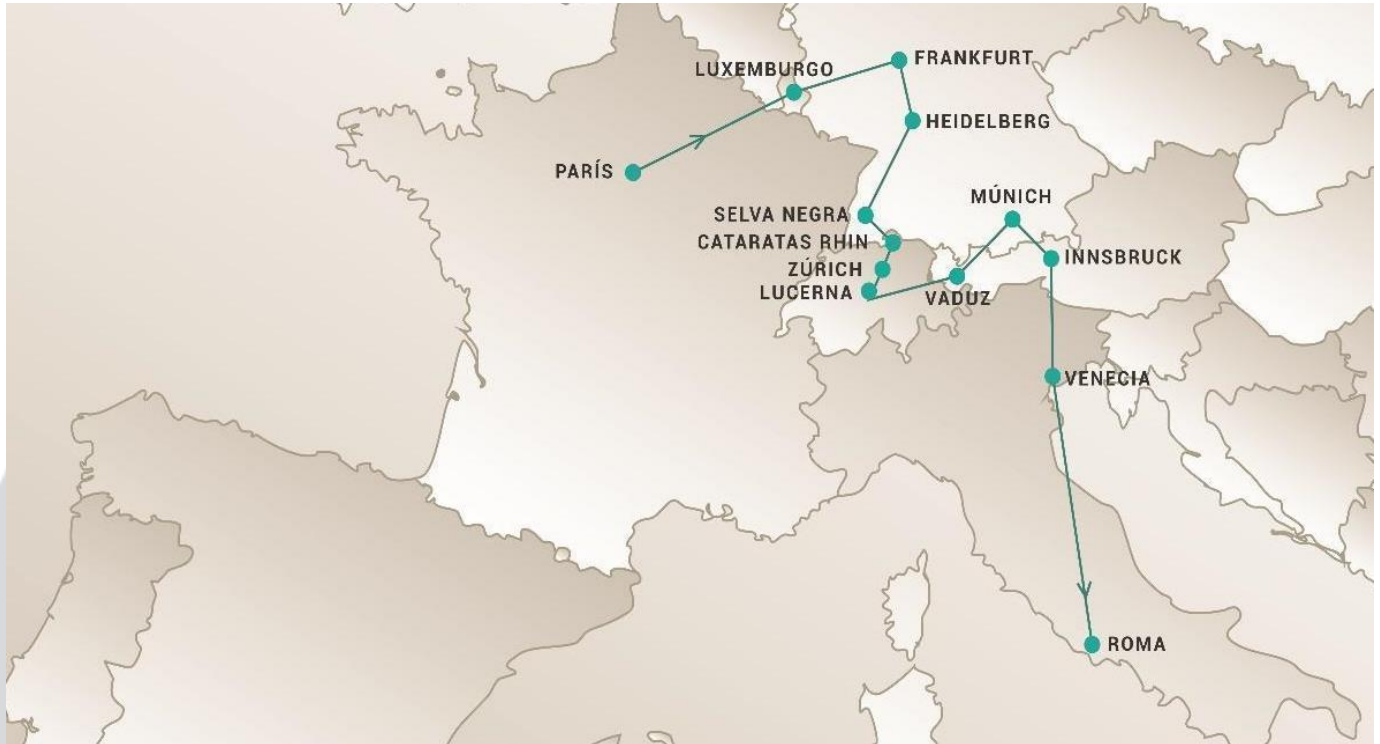 FRANKFURT
LUXEMBURGO
HEIDELBERG
PARÍS
MÚNICH
SELVA NEGRA
CATARATAS RHIN
INNSBRUCK
ZÚRICH
LUCERNA
VADUZ
VENECIA
ROMA